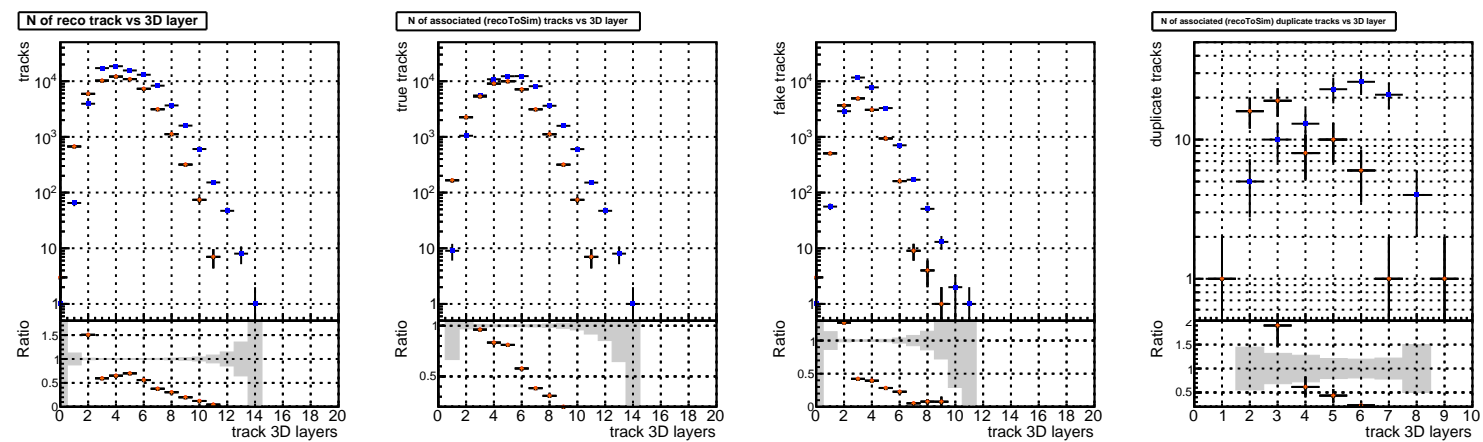 N of reco track vs 3D layer
tracks
10⁴
10³
10²
10
1
Ratio
1.5
1
0.5
0
0 2 4 6 8 10 12 14 16 18 20
track 3D layers
N of associated (recoToSim) tracks vs 3D layer
true tracks
10⁴
10³
10²
10
1
Ratio
1
0.5
0 2 4 6 8 10 12 14 16 18 20
track 3D layers
fake tracks
10⁴
10³
10²
10
1
Ratio
1
0.5
0
0 2 4 6 8 10 12 14 16 18 20
track 3D layers
N of associated (recoToSim) duplicate tracks vs 3D layer
duplicate tracks
10
1
Ratio
2
1.5
1
0.5
0 1 2 3 4 5 6 7 8 9 10
track 3D layers